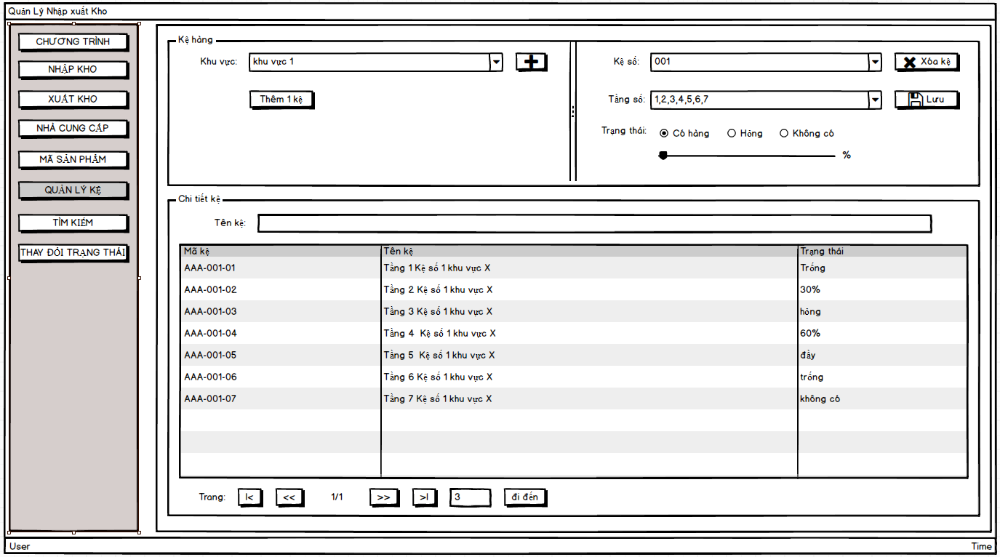 Quản Lý Nhập xuất Kho
CHƯƠNG TRÌNH
NHẬP KHO
XUẤT KHO
NHÀ CUNG CẤP
MÃ SẢN PHẨM
QUẢN LÝ KỆ
TÌM KIẾM
THAY ĐỔI TRẠNG THÁI
Kệ hàng
Khu vực: khu vực 1
Thêm 1 kệ
Kệ số: 001 Xóa kệ
Tầng số: 1,2,3,4,5,6,7 Lưu
Trạng thái: Có hàng Hỏng Không có
%
Chi tiết kệ
Tên kệ:
Mã kệ Tên kệ Trạng thái
AAA-001-01 Tầng 1 Kệ số 1 khu vực X Trống
AAA-001-02 Tầng 2 Kệ số 1 khu vực X 30%
AAA-001-03 Tầng 3 Kệ số 1 khu vực X hỏng
AAA-001-04 Tầng 4 Kệ số 1 khu vực X 60%
AAA-001-05 Tầng 5 Kệ số 1 khu vực X đầy
AAA-001-06 Tầng 6 Kệ số 1 khu vực X trống
AAA-001-07 Tầng 7 Kệ số 1 khu vực X không có
Trang: |< << 1/1 >> >| 3 đi đến
User Time